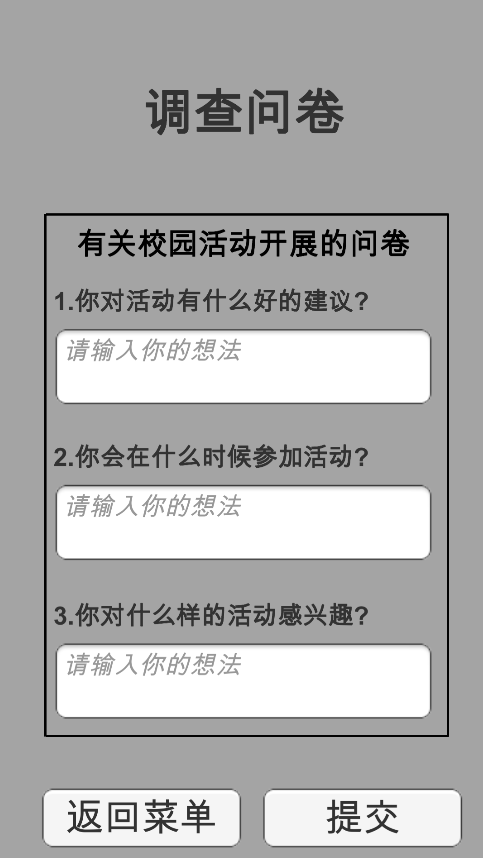 调查问卷
有关校园活动开展的问卷
1.你对活动有什么好的建议?
请输入你的想法
2.你会在什么时候参加活动?
请输入你的想法
3.你对什么样的活动感兴趣?
请输入你的想法
返回菜单
提交